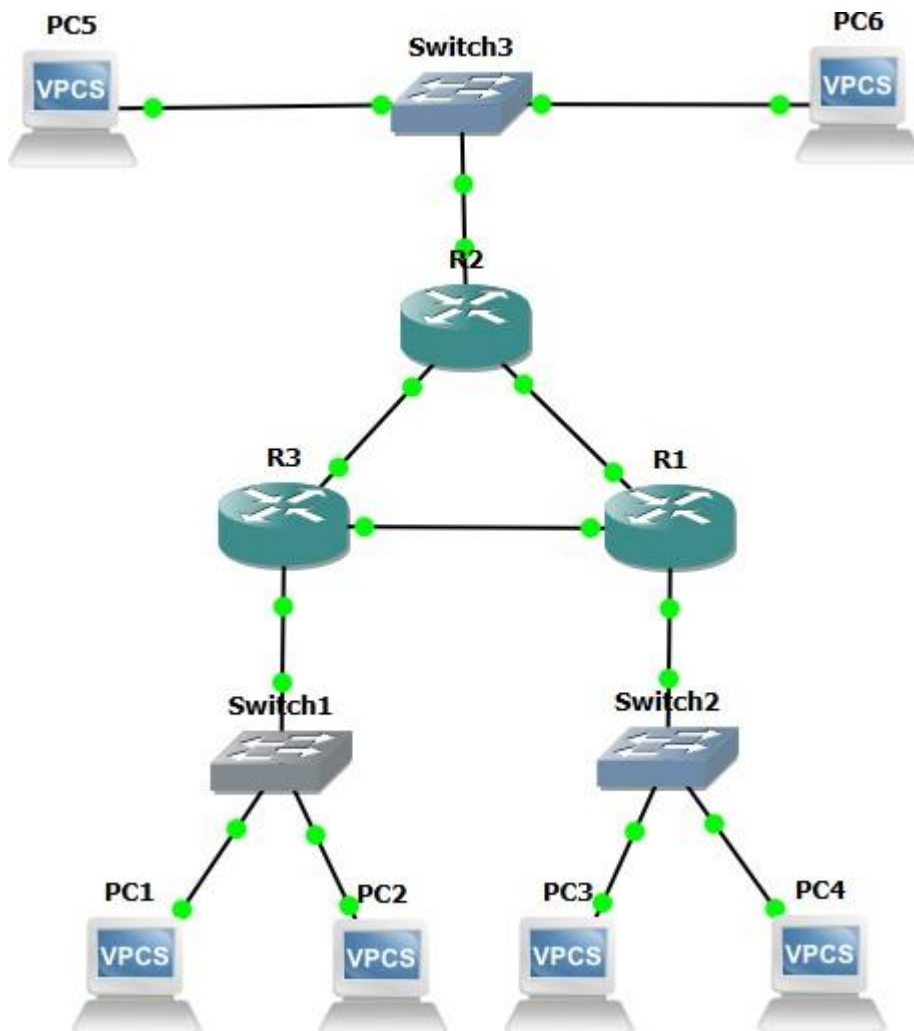 PC5
Switch3
PC6
VPCS
VPCS
R2
R3
R1
Switch1
Switch2
PC1
PC2
PC3
PC4
VPCS
VPCS
VPCS
VPCS